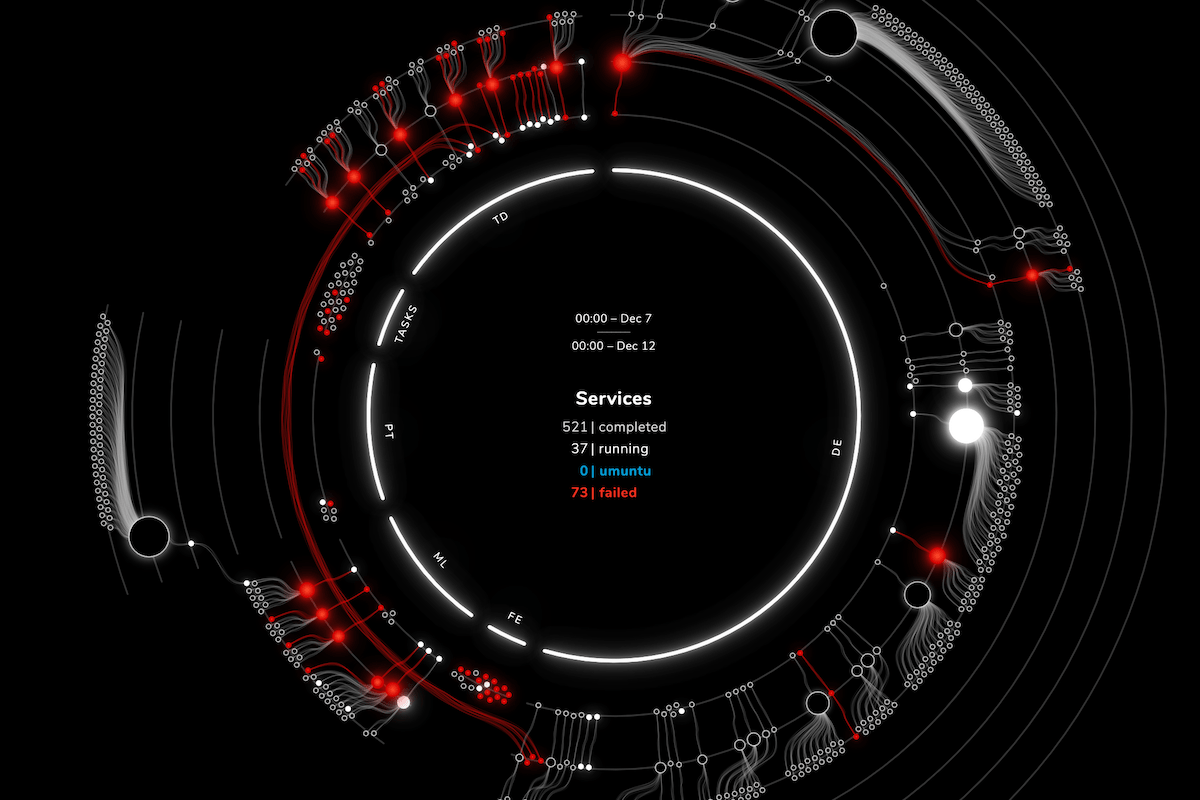 00:00 – Dec 7
00:00 – Dec 12
Services
521 | completed
37 | running
0 | umuntu
73 | failed
TD
TASKS
PT
ML
FE
DE